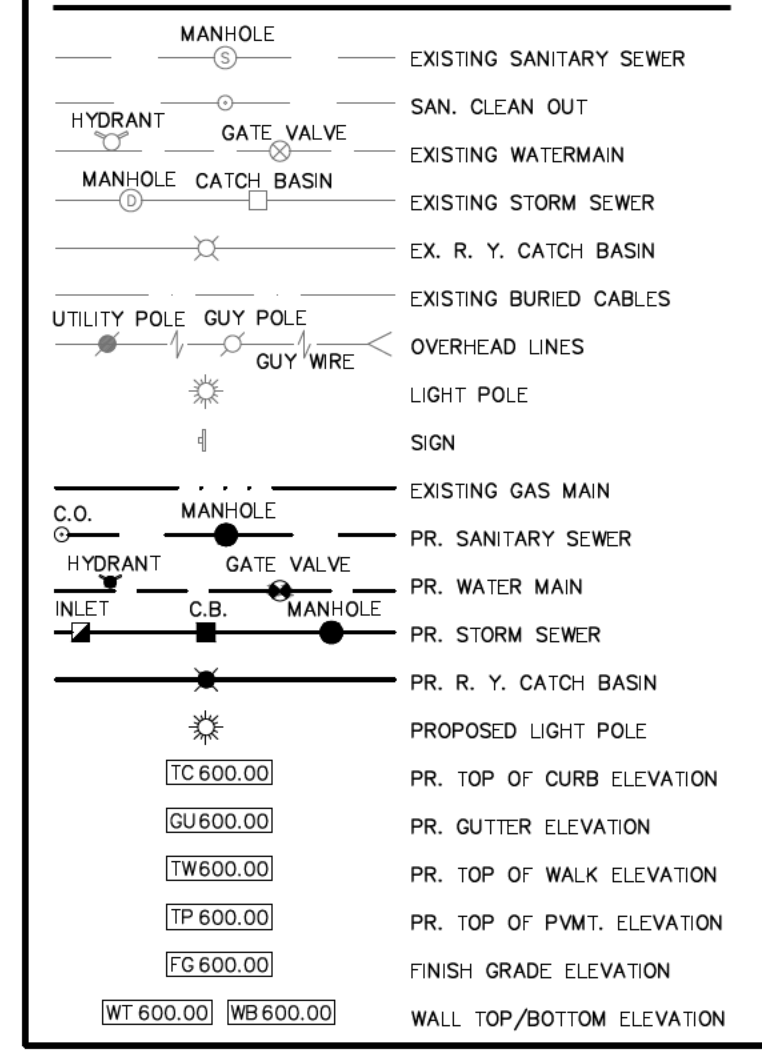 MANHOLE
S EXISTING SANITARY SEWER
SAN. CLEAN OUT
HYDRANT GATE VALVE
EXISTING WATERMAIN
MANHOLE CATCH BASIN
D EXISTING STORM SEWER
EX. R. Y. CATCH BASIN
EXISTING BURIED CABLES
UTILITY POLE GUY POLE
GUY WIRE OVERHEAD LINES
LIGHT POLE
SIGN
EXISTING GAS MAIN
C.O. MANHOLE
PR. SANITARY SEWER
HYDRANT GATE VALVE
PR. WATER MAIN
INLET C.B. MANHOLE
PR. STORM SEWER
PR. R. Y. CATCH BASIN
PROPOSED LIGHT POLE
TC 600.00 PR. TOP OF CURB ELEVATION
GU 600.00 PR. GUTTER ELEVATION
TW 600.00 PR. TOP OF WALK ELEVATION
TP 600.00 PR. TOP OF PVMT. ELEVATION
FG 600.00 FINISH GRADE ELEVATION
WT 600.00 WB 600.00 WALL TOP/BOTTOM ELEVATION